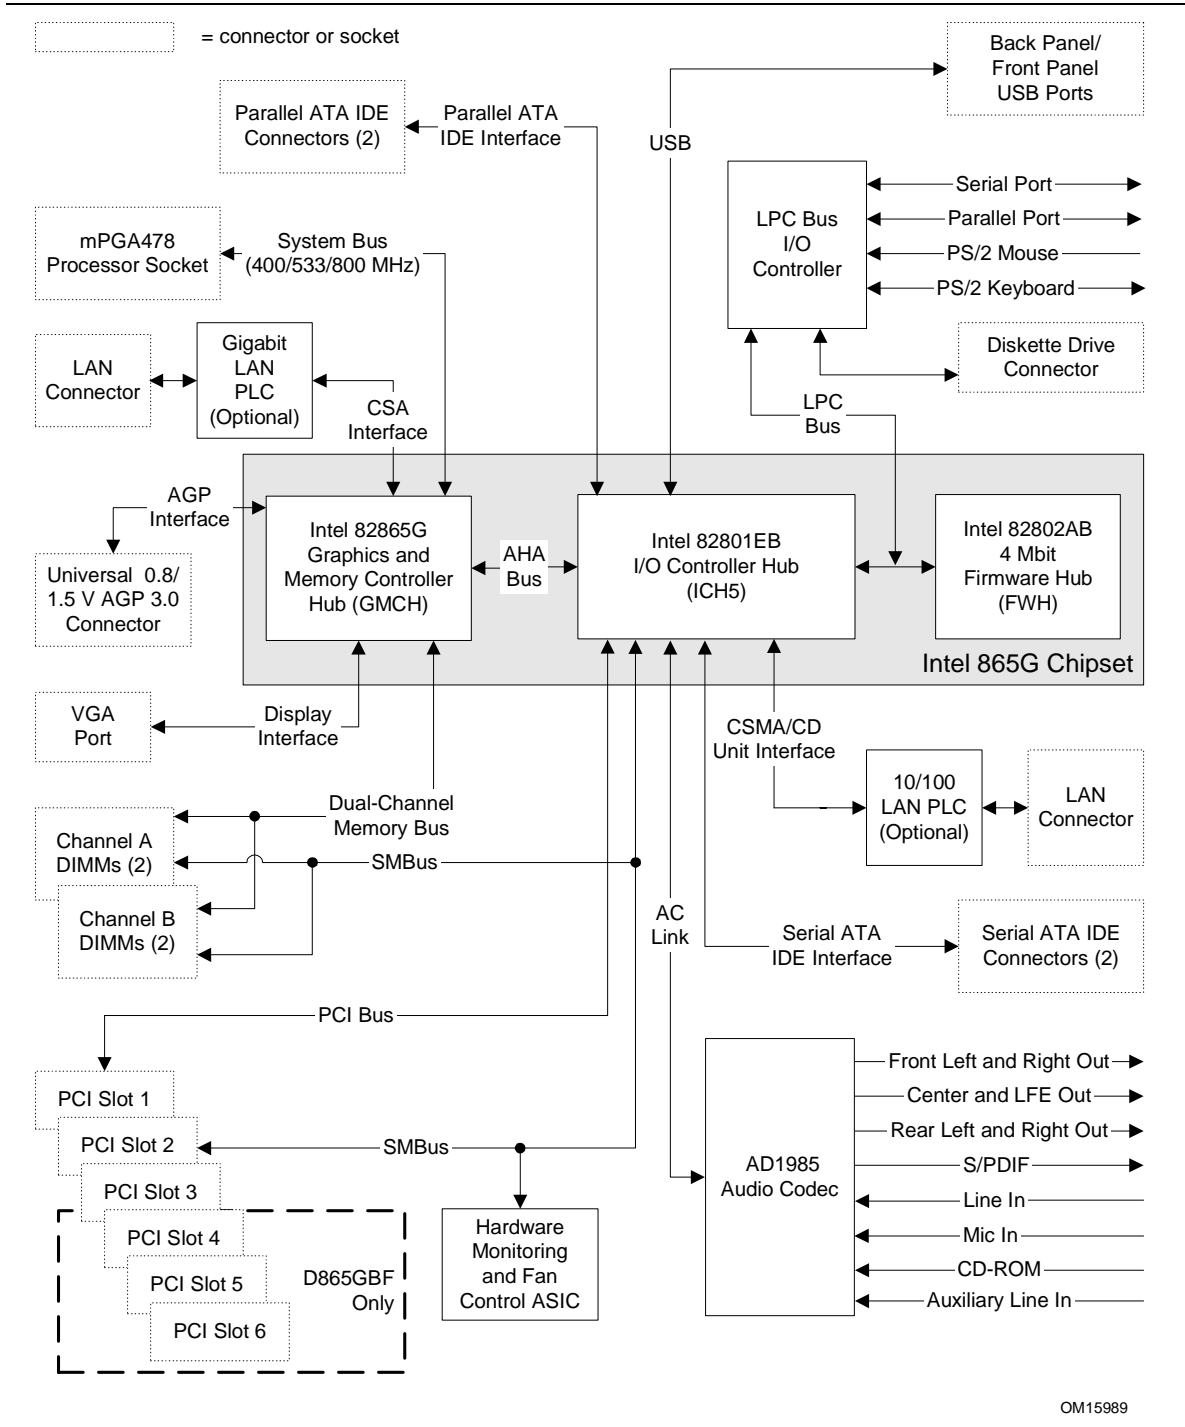 = connector or socket
Back Panel/
Front Panel
USB Ports
Parallel ATA IDE
Connectors (2)
Parallel ATA
IDE Interface
USB
LPC Bus
I/O
Controller
Serial Port
Parallel Port
PS/2 Mouse
PS/2 Keyboard
mPGA478
Processor Socket
System Bus
(400/533/800 MHz)
LAN
Connector
Gigabit
LAN
PLC
(Optional)
CSA
Interface
Diskette Drive
Connector
LPC
Bus
AGP
Interface
Universal 0.8/
1.5 V AGP 3.0
Connector
Intel 82865G
Graphics and
Memory Controller
Hub (GMCH)
AHA
Bus
Intel 82801EB
I/O Controller Hub
(ICH5)
Intel 82802AB
4 Mbit
Firmware Hub
(FWH)
Intel 865G Chipset
VGA
Port
Display
Interface
CSMA/CD
Unit Interface
10/100
LAN PLC
(Optional)
LAN
Connector
Dual-Channel
Memory Bus
Channel A
DIMMs (2)
SMBus
Channel B
DIMMs (2)
AC
Link
Serial ATA
IDE Interface
Serial ATA IDE
Connectors (2)
PCI Bus
PCI Slot 1
PCI Slot 2
PCI Slot 3
PCI Slot 4
PCI Slot 5
PCI Slot 6
D865GBF
Only
SMBus
Hardware
Monitoring
and Fan
Control ASIC
AD1985
Audio Codec
Front Left and Right Out
Center and LFE Out
Rear Left and Right Out
S/PDIF
Line In
Mic In
CD-ROM
Auxiliary Line In
OM15989